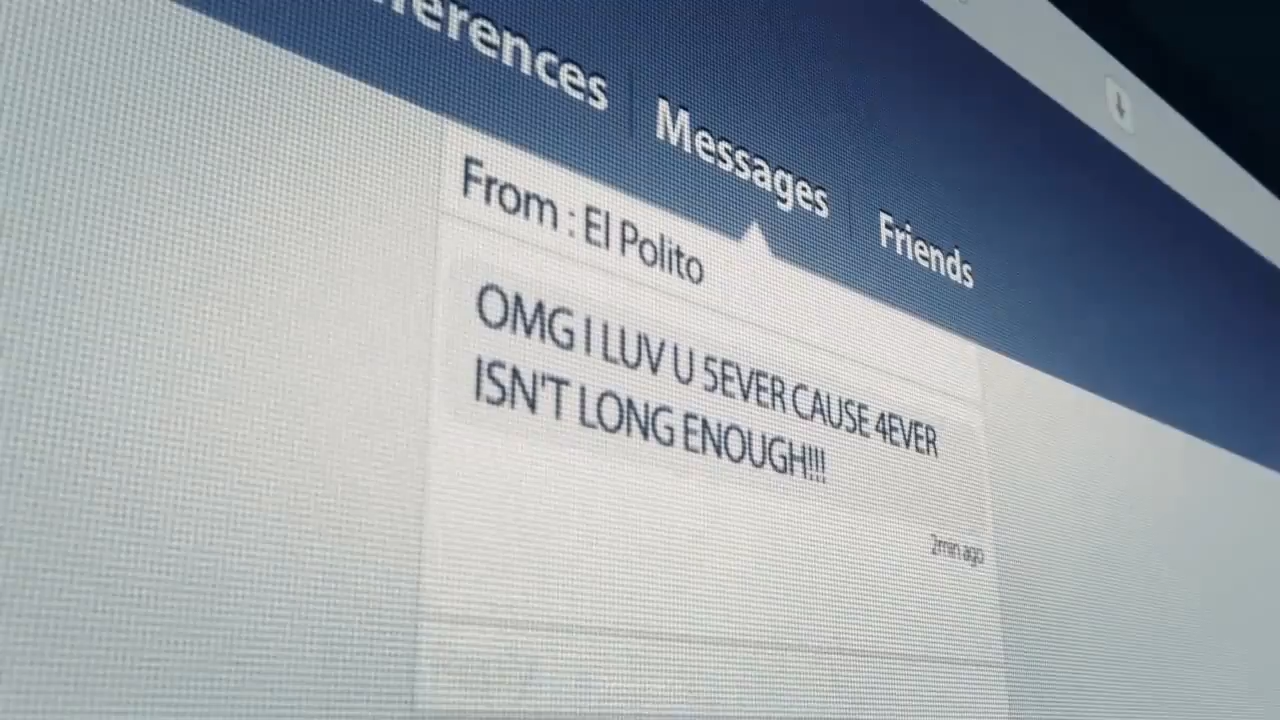 Messages
Friends
From : El Polito
OMG I LUV U 5EVER CAUSE 4EVER
ISN'T LONG ENOUGH!!!
2min ago